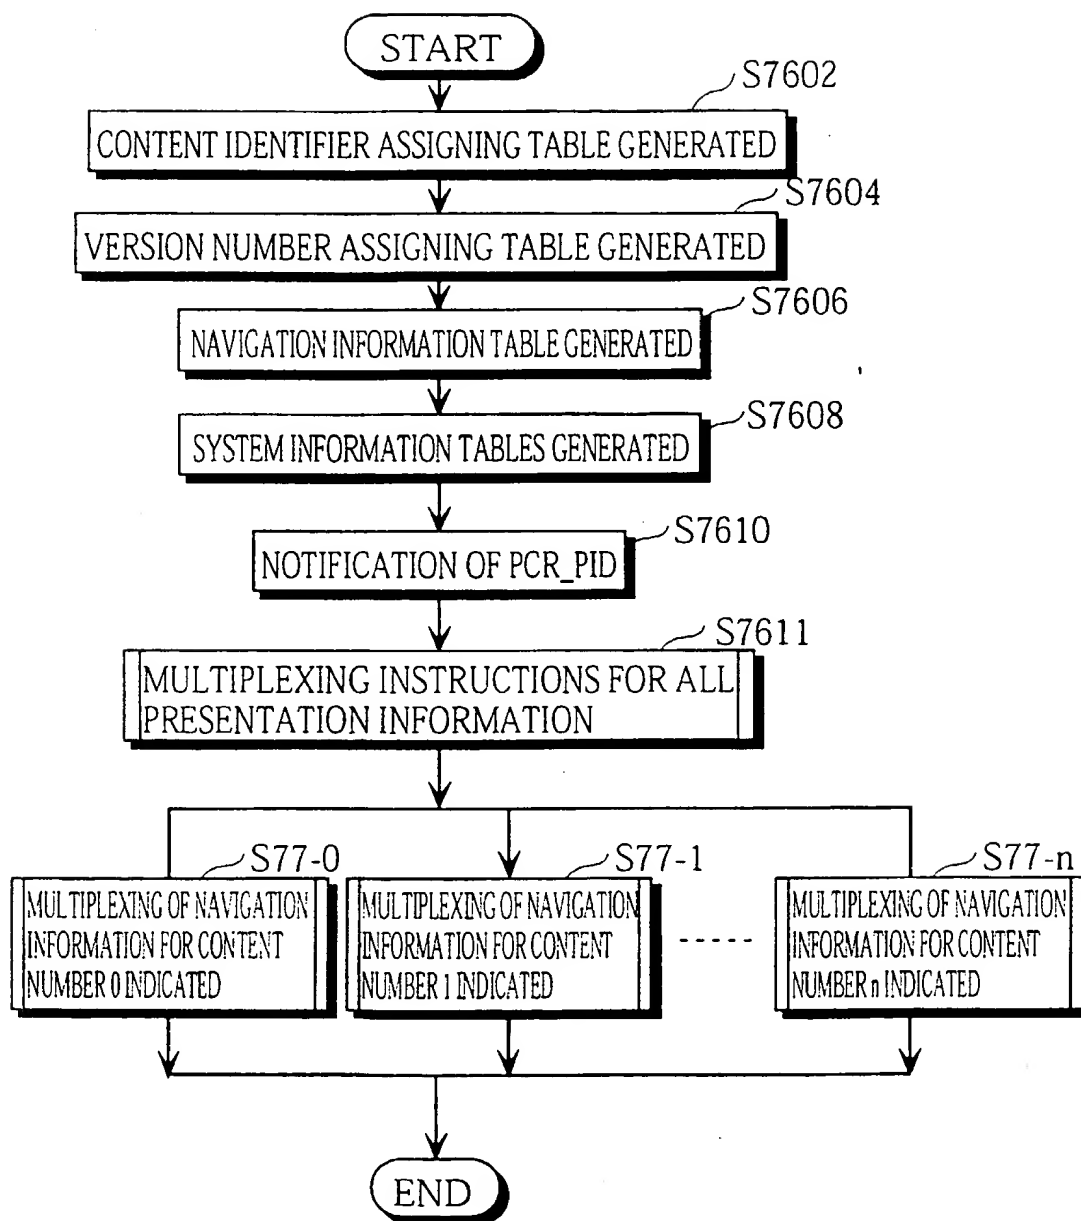 START
S7602
CONTENT IDENTIFIER ASSIGNING TABLE GENERATED
S7604
VERSION NUMBER ASSIGNING TABLE GENERATED
S7606
NAVIGATION INFORMATION TABLE GENERATED
S7608
SYSTEM INFORMATION TABLES GENERATED
S7610
NOTIFICATION OF PCR_PID
S7611
MULTIPLEXING INSTRUCTIONS FOR ALL
PRESENTATION INFORMATION
S77-0
MULTIPLEXING OF NAVIGATION
INFORMATION FOR CONTENT
NUMBER 0 INDICATED
S77-1
MULTIPLEXING OF NAVIGATION
INFORMATION FOR CONTENT
NUMBER 1 INDICATED
S77-n
MULTIPLEXING OF NAVIGATION
INFORMATION FOR CONTENT
NUMBER n INDICATED
END